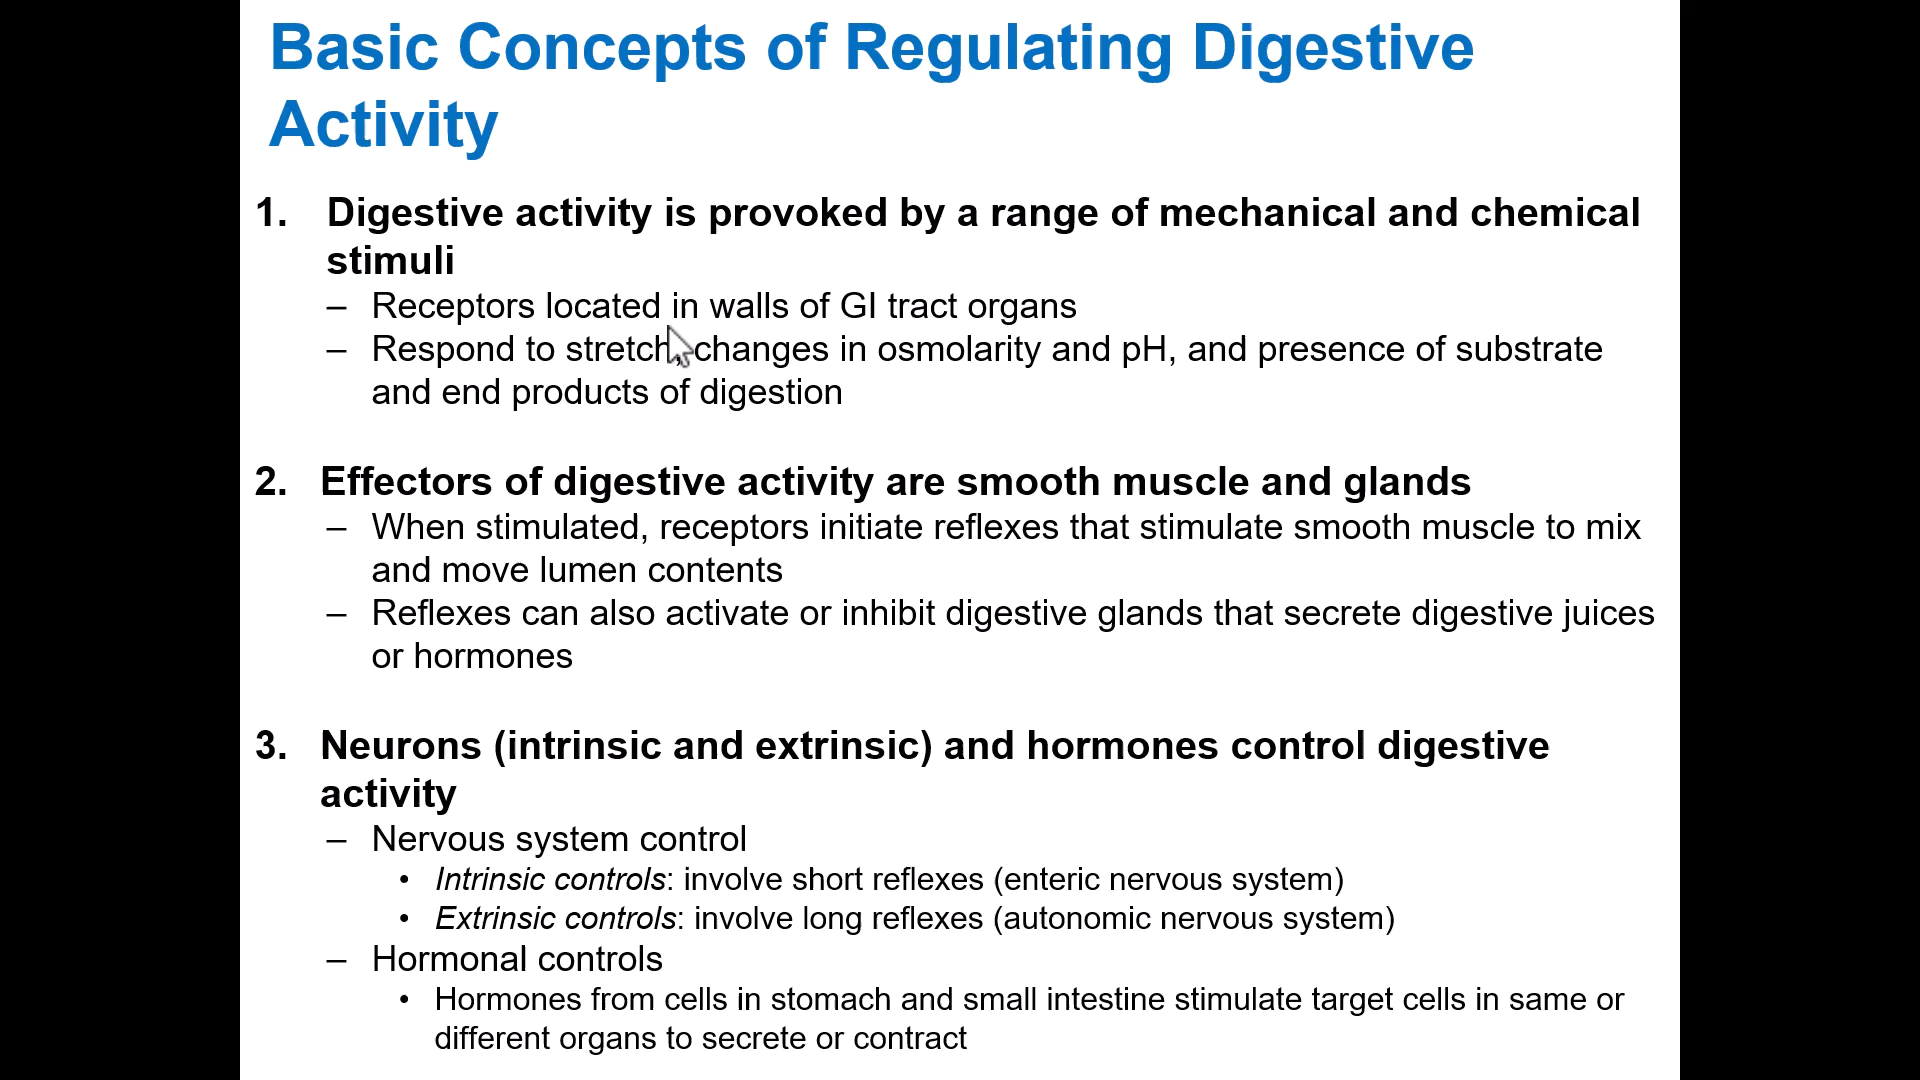 Basic Concepts of Regulating Digestive
Activity
1. Digestive activity is provoked by a range of mechanical and chemical
stimuli
– Receptors located in walls of GI tract organs
– Respond to stretch, changes in osmolarity and pH, and presence of substrate
and end products of digestion
2. Effectors of digestive activity are smooth muscle and glands
– When stimulated, receptors initiate reflexes that stimulate smooth muscle to mix
and move lumen contents
– Reflexes can also activate or inhibit digestive glands that secrete digestive juices
or hormones
3. Neurons (intrinsic and extrinsic) and hormones control digestive
activity
– Nervous system control
• Intrinsic controls: involve short reflexes (enteric nervous system)
• Extrinsic controls: involve long reflexes (autonomic nervous system)
– Hormonal controls
• Hormones from cells in stomach and small intestine stimulate target cells in same or
different organs to secrete or contract